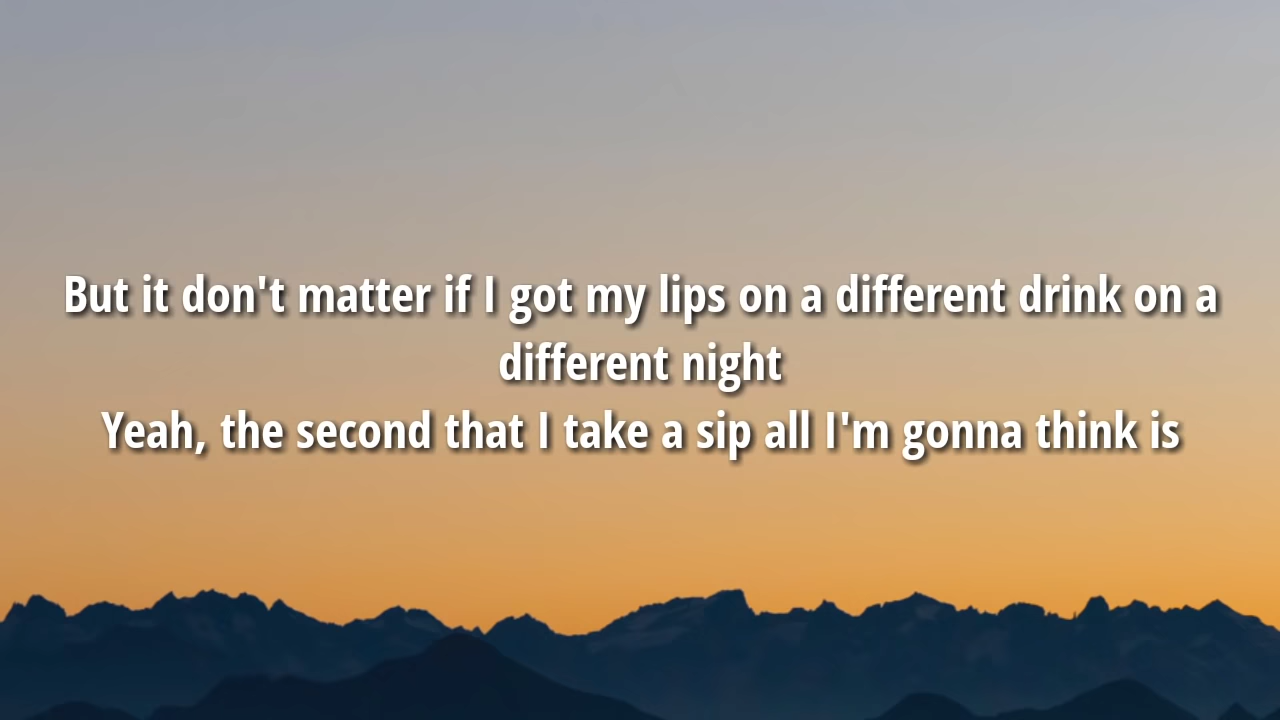 But it don't matter if I got my lips on a different drink on a
different night
Yeah, the second that I take a sip all I'm gonna think is